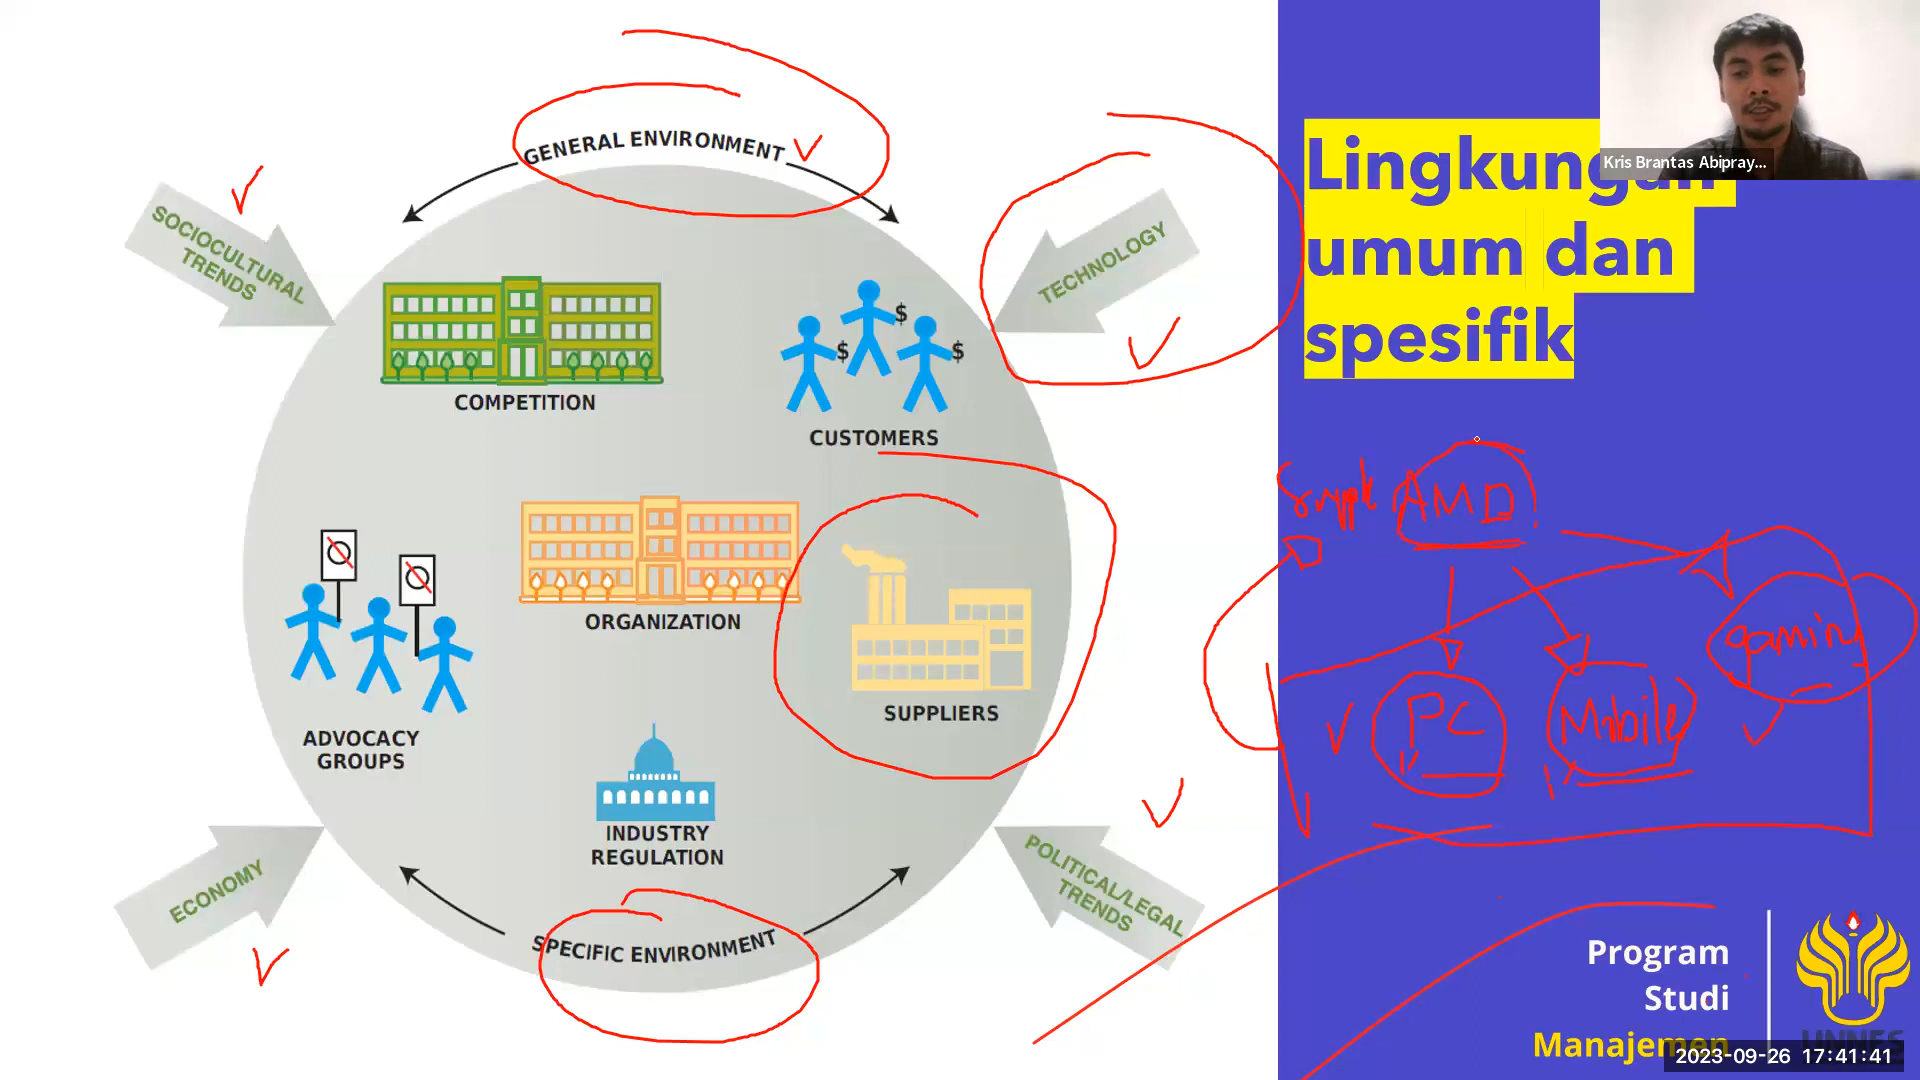 GENERAL ENVIRONMENT
SOCIOCULTURAL
TRENDS
TECHNOLOGY
COMPETITION
$
$
$
CUSTOMERS
ORGANIZATION
SUPPLIERS
ADVOCACY
GROUPS
INDUSTRY
REGULATION
ECONOMY
POLITICAL/LEGAL
TRENDS
SPECIFIC ENVIRONMENT
Kris Brantas Abipray...
Lingkungan
umum dan
spesifik
AMD
gaming
PC
Mobile
Program
Studi
Manajemen
UNNES
2023-09-26 17:41:41